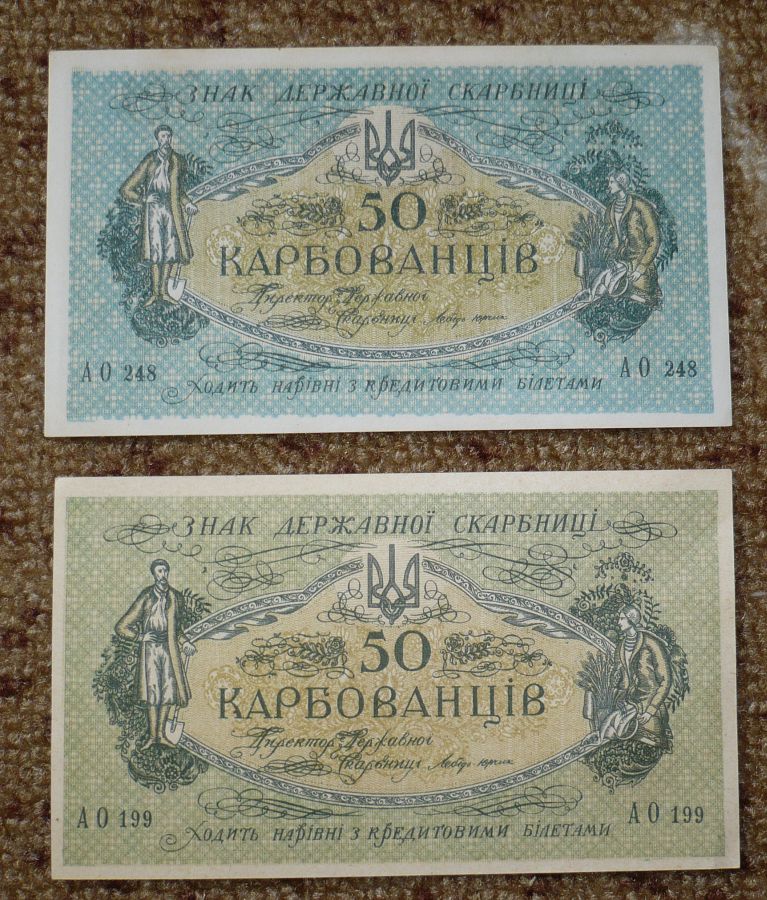 ЗНАК ДЕРЖАВНОЇ СКАРБНИЦІ
50
КАРБОВАНЦІВ
Директор Державної
Скарбниці
АО 248
АО 248
Ходить нарівні з кредитовими білетами
ЗНАК ДЕРЖАВНОЇ СКАРБНИЦІ
50
КАРБОВАНЦІВ
Директор Державної
Скарбниці
АО 199
АО 199
Ходить нарівні з кредитовими білетами